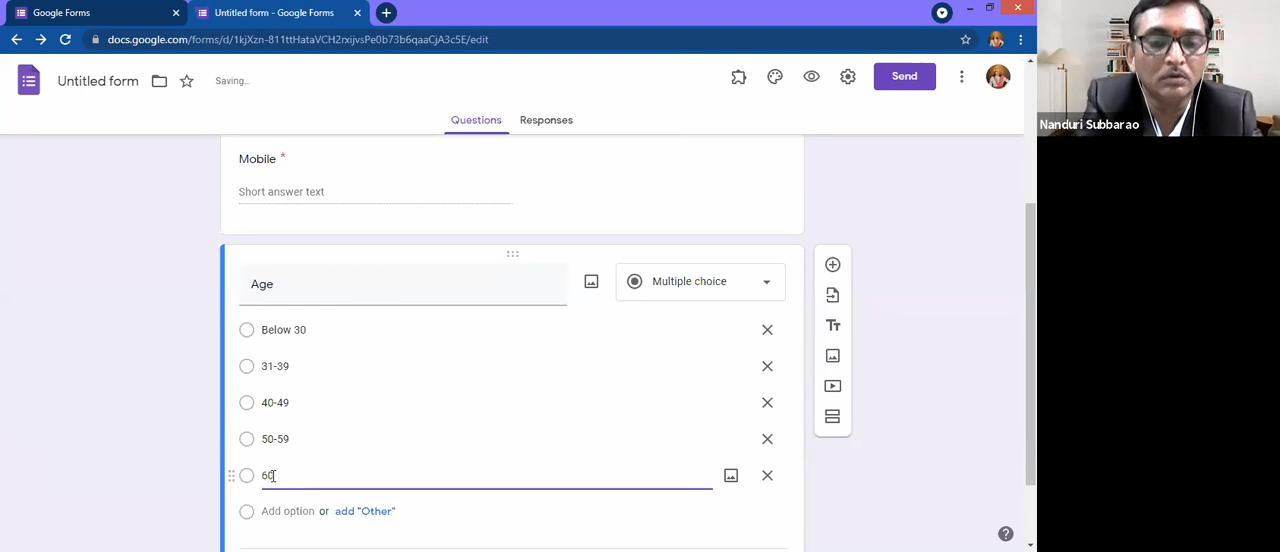 Google Forms
Untitled form - Google Forms
docs.google.com/forms/d/1kjXzn-811ttHataVCH2rxijvsPe0b73b6qaaCjA3c5E/edit
Untitled form
Saving...
Send
Questions
Responses
Mobile *
Short answer text
Age
Multiple choice
Below 30
31-39
40-49
50-59
60
Add option or add "Other"
Nanduri Subbarao